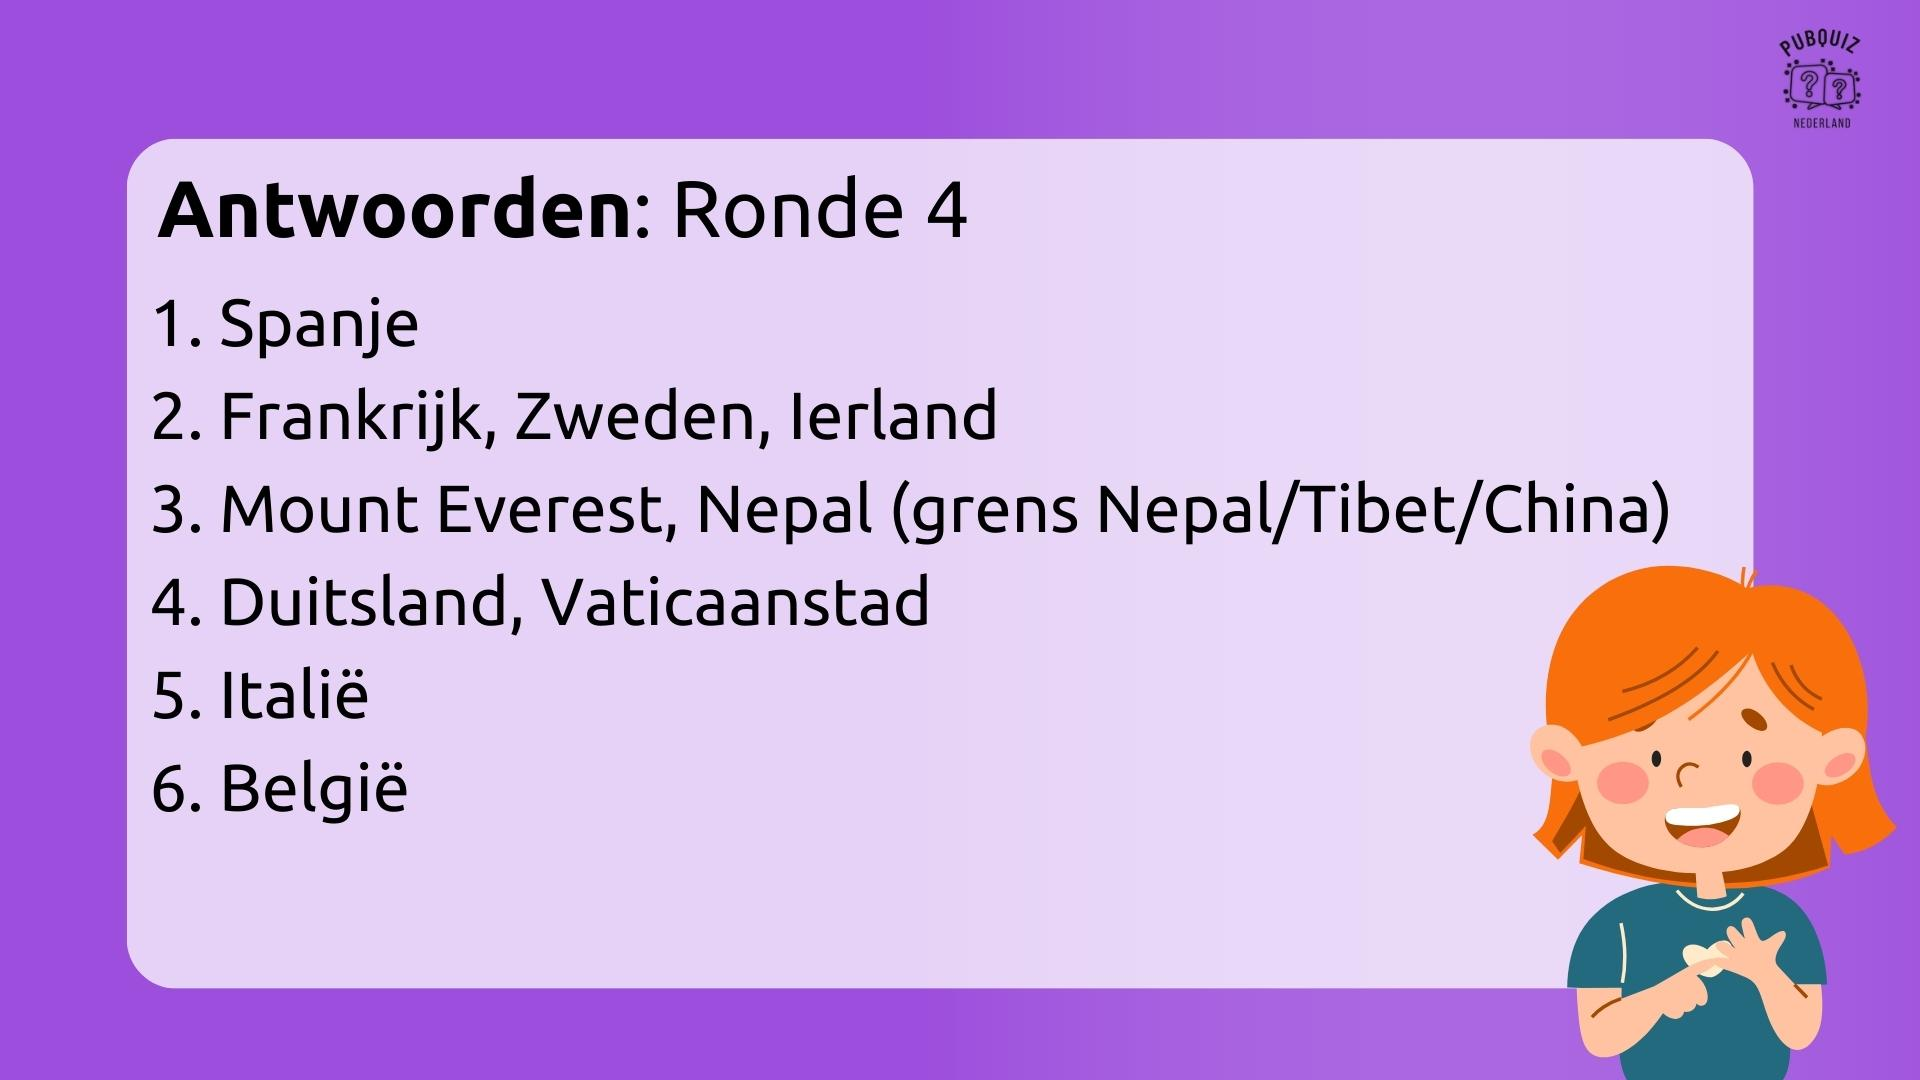 PUBQUIZ
? ?
NEDERLAND
Antwoorden: Ronde 4
1. Spanje
2. Frankrijk, Zweden, Ierland
3. Mount Everest, Nepal (grens Nepal/Tibet/China)
4. Duitsland, Vaticaanstad
5. Italië
6. België